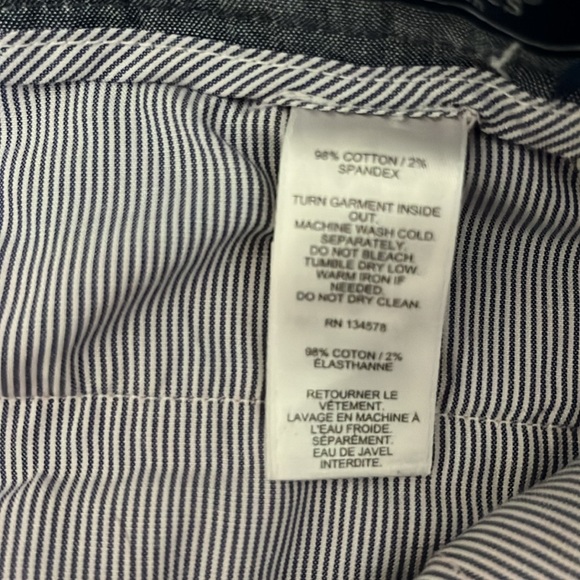 98% COTTON / 2%
SPANDEX
TURN GARMENT INSIDE
OUT.
MACHINE WASH COLD.
SEPARATELY.
DO NOT BLEACH.
TUMBLE DRY LOW.
WARM IRON IF
NEEDED.
DO NOT DRY CLEAN.
RN 134578
98% COTON / 2%
ÉLASTHANNE
RETOURNER LE
VÊTEMENT.
LAVAGE EN MACHINE À
L'EAU FROIDE.
SÉPARÉMENT.
EAU DE JAVEL
INTERDITE.